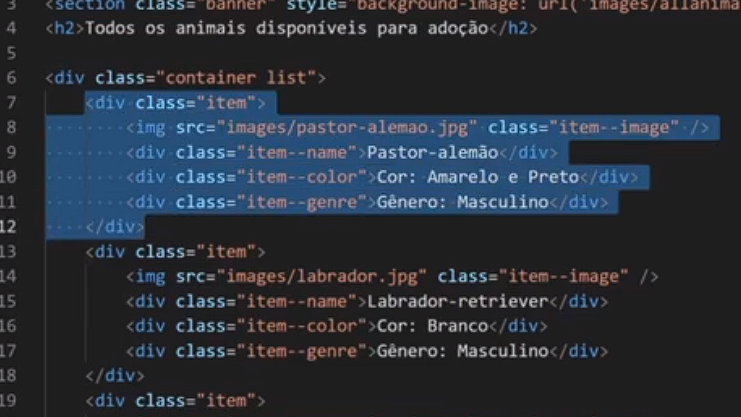 3 <section class="banner" style="background-image: url('images/allanima
4 <h2>Todos os animais disponíveis para adoção</h2>
5
6 <div class="container list">
7 <div class="item">
8 <img src="images/pastor-alemao.jpg" class="item--image" />
9 <div class="item--name">Pastor-alemão</div>
10 <div class="item--color">Cor: Amarelo e Preto</div>
11 <div class="item--genre">Gênero: Masculino</div>
12 </div>
13 <div class="item">
14 <img src="images/labrador.jpg" class="item--image" />
15 <div class="item--name">Labrador-retriever</div>
16 <div class="item--color">Cor: Branco</div>
17 <div class="item--genre">Gênero: Masculino</div>
18 </div>
19 <div class="item">